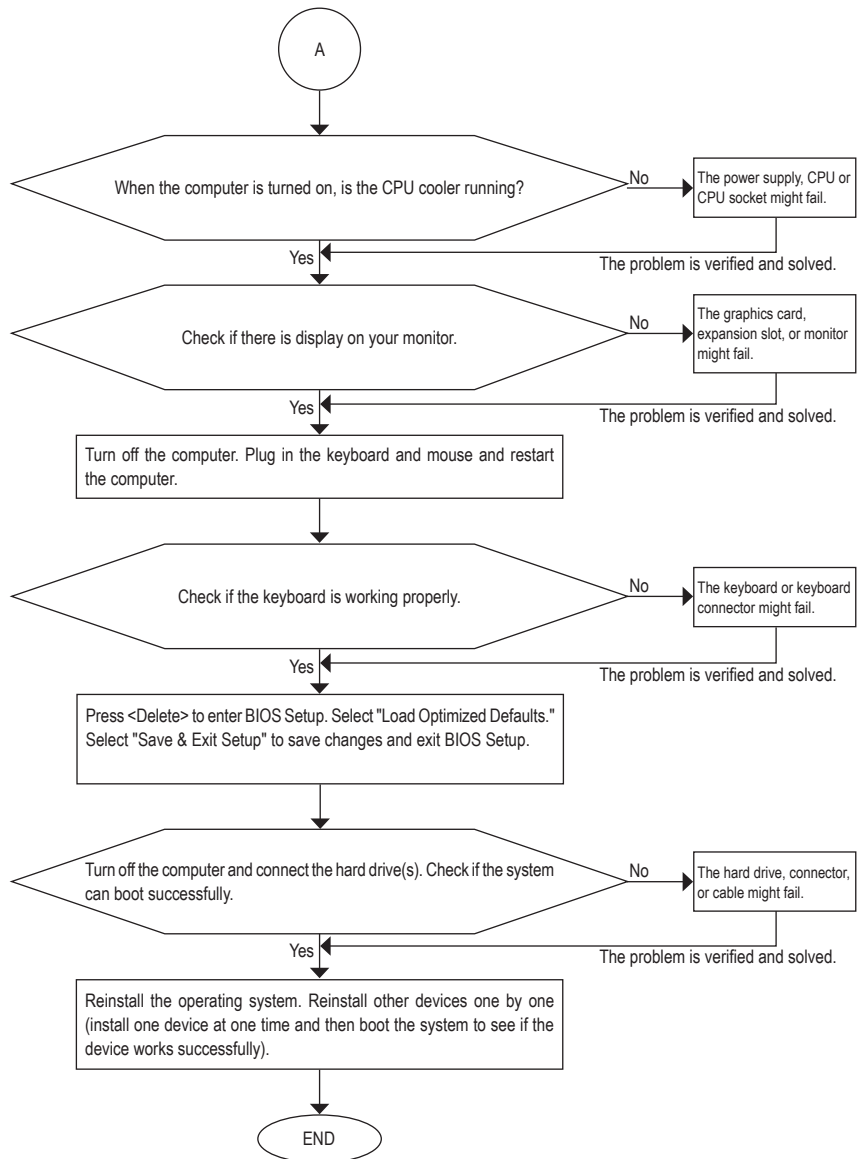 A
When the computer is turned on, is the CPU cooler running?
No
The power supply, CPU or
CPU socket might fail.
Yes
The problem is verified and solved.
Check if there is display on your monitor.
No
The graphics card,
expansion slot, or monitor
might fail.
Yes
The problem is verified and solved.
Turn off the computer. Plug in the keyboard and mouse and restart
the computer.
Check if the keyboard is working properly.
No
The keyboard or keyboard
connector might fail.
Yes
The problem is verified and solved.
Press <Delete> to enter BIOS Setup. Select "Load Optimized Defaults."
Select "Save & Exit Setup" to save changes and exit BIOS Setup.
Turn off the computer and connect the hard drive(s). Check if the system
can boot successfully.
No
The hard drive, connector,
or cable might fail.
Yes
The problem is verified and solved.
Reinstall the operating system. Reinstall other devices one by one
(install one device at one time and then boot the system to see if the
device works successfully).
END